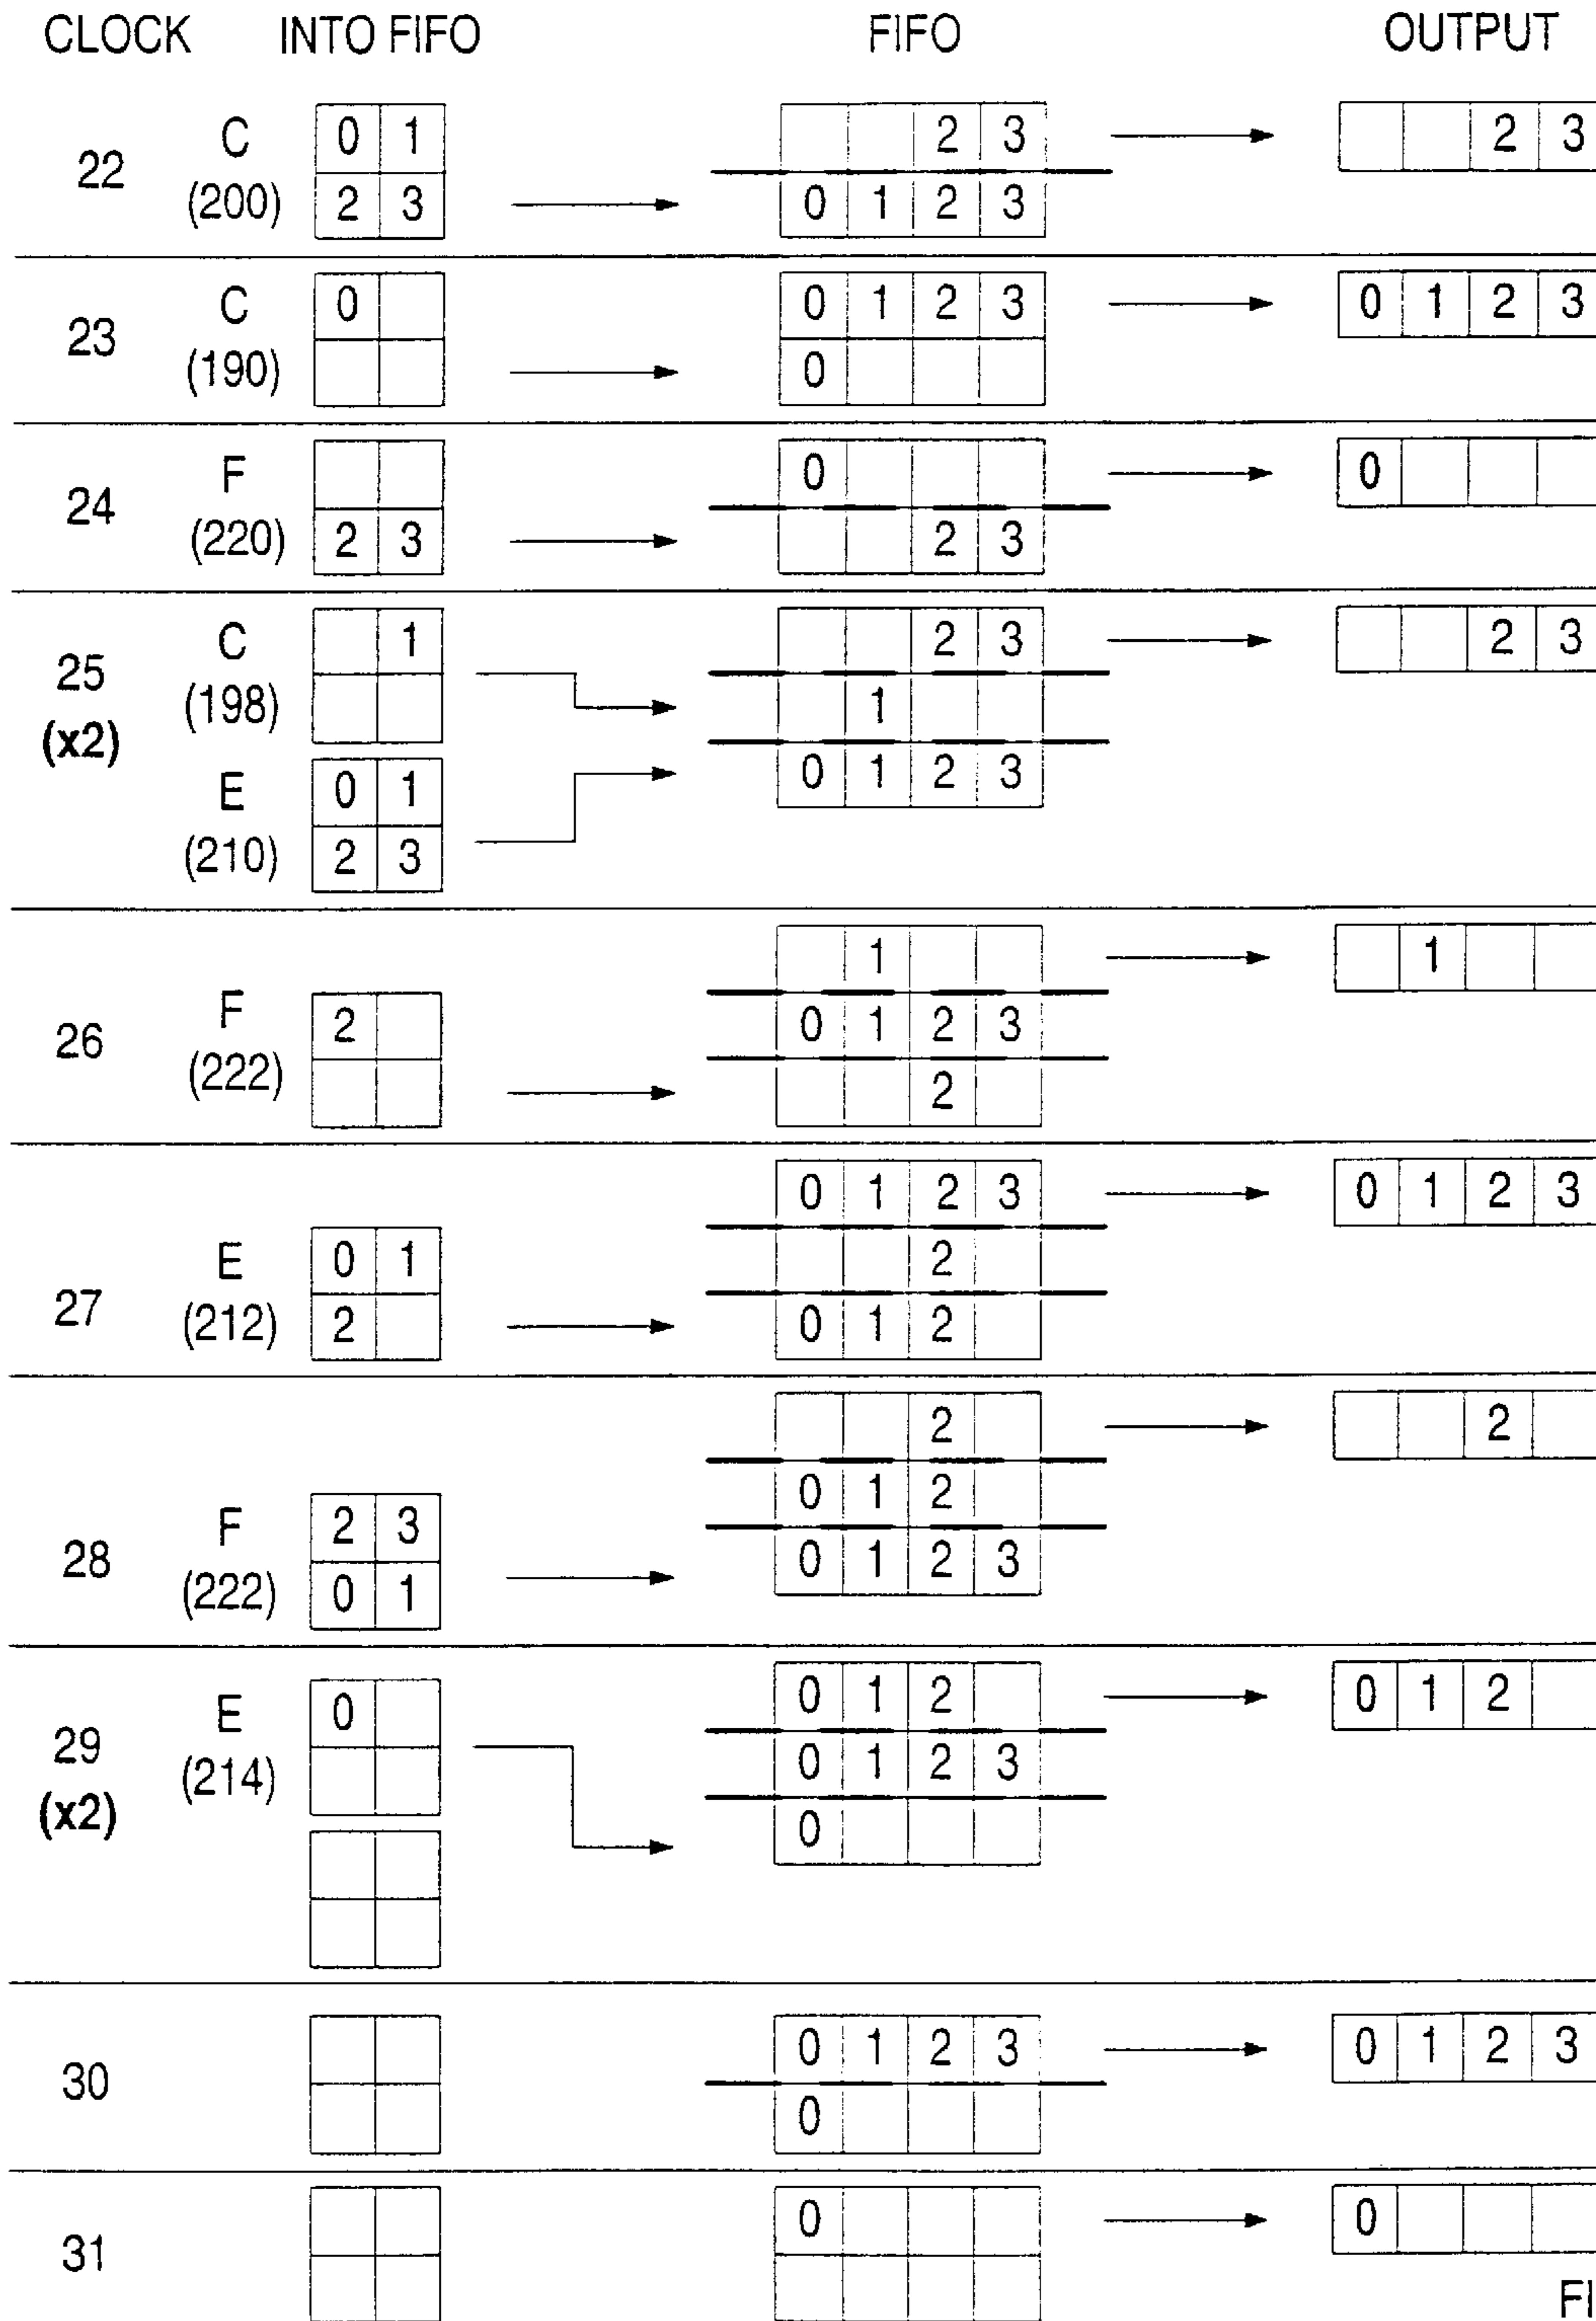 CLOCK INTO FIFO FIFO OUTPUT
22 C (200) 0 1 2 3 2 3 0 1 2 3 2 3
23 C (190) 0 0 1 2 3 0 0 1 2 3
24 F (220) 2 3 0 2 3 0
25 (x2) C (198) 1 2 3 1 2 3
E (210) 0 1 2 3 0 1 2 3
26 F (222) 2 1 0 1 2 3 2 1
27 E (212) 0 1 2 0 1 2 3 2 0 1 2 0 1 2 3
28 F (222) 2 3 0 1 2 0 1 2 0 1 2 3 2
29 (x2) E (214) 0 0 1 2 0 1 2 3 0 0 1 2
30 0 1 2 3 0 0 1 2 3
31 0 0